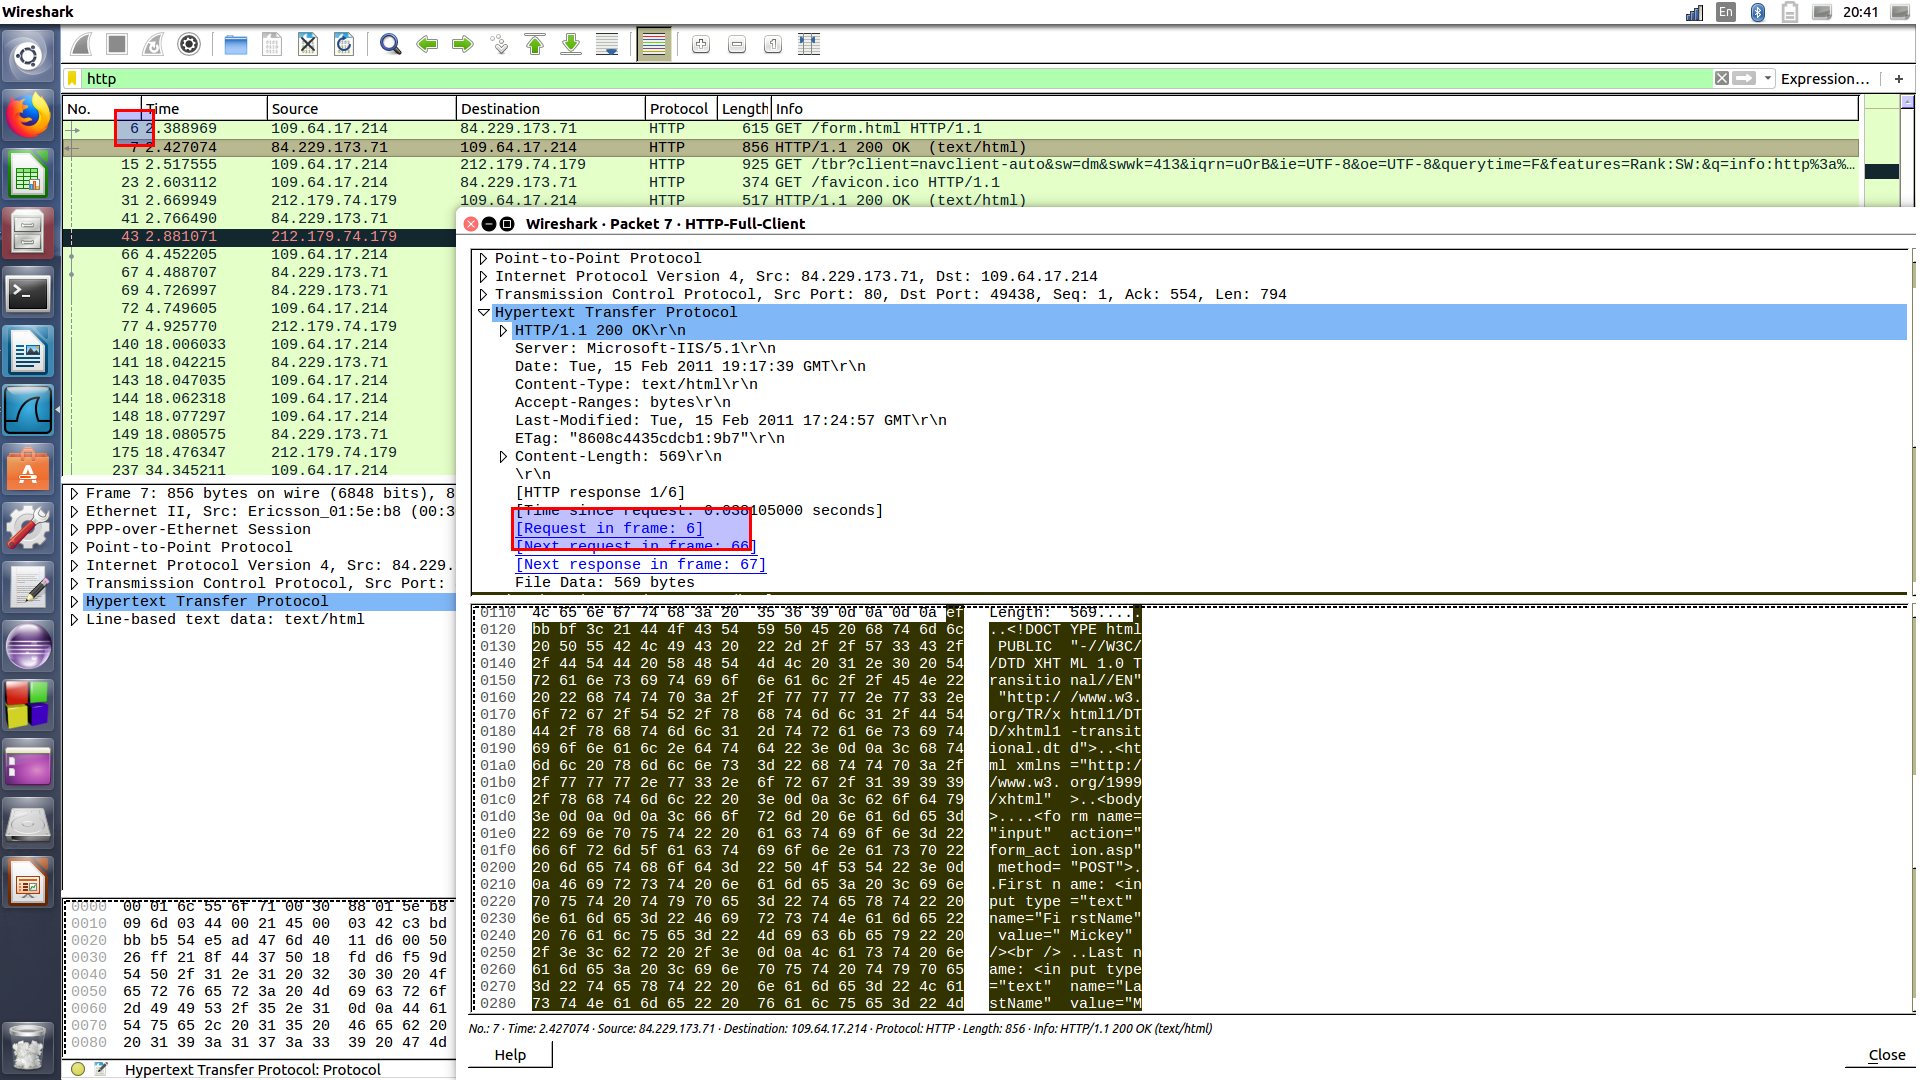 Wireshark
En
20:41
http
Expression…
+
No. Time Source Destination Protocol Length Info
6 2.388969 109.64.17.214 84.229.173.71 HTTP 615 GET /form.html HTTP/1.1
7 2.427074 84.229.173.71 109.64.17.214 HTTP 856 HTTP/1.1 200 OK (text/html)
15 2.517555 109.64.17.214 212.179.74.179 HTTP 925 GET /tbr?client=navclient-auto&sw=dm&swwk=413&iqrn=uOrB&ie=UTF-8&oe=UTF-8&querytime=F&features=Rank:SW:&q=info:http%3a%…
23 2.603112 109.64.17.214 84.229.173.71 HTTP 374 GET /favicon.ico HTTP/1.1
31 2.669949 212.179.74.179 109.64.17.214 HTTP 517 HTTP/1.1 200 OK (text/html)
41 2.766490 84.229.173.71
43 2.881071 212.179.74.179
66 4.452205 109.64.17.214
67 4.488707 84.229.173.71
69 4.726997 84.229.173.71
72 4.749605 109.64.17.214
77 4.925770 212.179.74.179
140 18.006033 109.64.17.214
141 18.042215 84.229.173.71
143 18.047035 109.64.17.214
144 18.062318 109.64.17.214
148 18.077297 109.64.17.214
149 18.080575 84.229.173.71
175 18.476347 212.179.74.179
237 34.345211 109.64.17.214
Frame 7: 856 bytes on wire (6848 bits), 8
Ethernet II, Src: Ericsson_01:5e:b8 (00:3
PPP-over-Ethernet Session
Point-to-Point Protocol
Internet Protocol Version 4, Src: 84.229.
Transmission Control Protocol, Src Port:
Hypertext Transfer Protocol
Line-based text data: text/html
0000 00 01 6c 55 6f 71 00 30 88 01 5e b8
0010 09 6d 03 44 00 21 45 00 03 42 c3 bd
0020 bb b5 54 e5 ad 47 6d 40 11 d6 00 50
0030 26 ff 21 8f 44 37 50 18 fd d6 f5 9d
0040 54 50 2f 31 2e 31 20 32 30 30 20 4f
0050 65 72 76 65 72 3a 20 4d 69 63 72 6f
0060 2d 49 49 53 2f 35 2e 31 0d 0a 44 61
0070 54 75 65 2c 20 31 35 20 46 65 62 20
0080 20 31 39 3a 31 37 3a 33 39 20 47 4d
Hypertext Transfer Protocol: Protocol
Wireshark · Packet 7 · HTTP-Full-Client
Point-to-Point Protocol
Internet Protocol Version 4, Src: 84.229.173.71, Dst: 109.64.17.214
Transmission Control Protocol, Src Port: 80, Dst Port: 49438, Seq: 1, Ack: 554, Len: 794
Hypertext Transfer Protocol
HTTP/1.1 200 OK\r\n
Server: Microsoft-IIS/5.1\r\n
Date: Tue, 15 Feb 2011 19:17:39 GMT\r\n
Content-Type: text/html\r\n
Accept-Ranges: bytes\r\n
Last-Modified: Tue, 15 Feb 2011 17:24:57 GMT\r\n
ETag: "8608c4435cdcb1:9b7"\r\n
Content-Length: 569\r\n
\r\n
[HTTP response 1/6]
[Time since request: 0.038105000 seconds]
[Request in frame: 6]
[Next request in frame: 66]
[Next response in frame: 67]
File Data: 569 bytes
0110 4c 65 6e 67 74 68 3a 20 35 36 39 0d 0a 0d 0a ef Length: 569.....
0120 bb bf 3c 21 44 4f 43 54 59 50 45 20 68 74 6d 6c ..<!DOCT YPE html
0130 20 50 55 42 4c 49 43 20 22 2d 2f 2f 57 33 43 2f PUBLIC "-//W3C/
0140 2f 44 54 44 20 58 48 54 4d 4c 20 31 2e 30 20 54 /DTD XHT ML 1.0 T
0150 72 61 6e 73 69 74 69 6f 6e 61 6c 2f 2f 45 4e 22 ransitio nal//EN"
0160 20 22 68 74 74 70 3a 2f 2f 77 77 77 2e 77 33 2e "http:/ /www.w3.
0170 6f 72 67 2f 54 52 2f 78 68 74 6d 6c 31 2f 44 54 org/TR/x html1/DT
0180 44 2f 78 68 74 6d 6c 31 2d 74 72 61 6e 73 69 74 D/xhtml1 -transit
0190 69 6f 6e 61 6c 2e 64 74 64 22 3e 0d 0a 3c 68 74 ional.dt d">..<ht
01a0 6d 6c 20 78 6d 6c 6e 73 3d 22 68 74 74 70 3a 2f ml xmlns ="http:/
01b0 2f 77 77 77 2e 77 33 2e 6f 72 67 2f 31 39 39 39 /www.w3. org/1999
01c0 2f 78 68 74 6d 6c 22 20 3e 0d 0a 3c 62 6f 64 79 /xhtml" >..<body
01d0 3e 0d 0a 0d 0a 3c 66 6f 72 6d 20 6e 61 6d 65 3d >....<fo rm name=
01e0 22 69 6e 70 75 74 22 20 61 63 74 69 6f 6e 3d 22 "input" action="
01f0 66 6f 72 6d 5f 61 63 74 69 6f 6e 2e 61 73 70 22 form_act ion.asp"
0200 20 6d 65 74 68 6f 64 3d 22 50 4f 53 54 22 3e 0d method= "POST">.
0210 0a 46 69 72 73 74 20 6e 61 6d 65 3a 20 3c 69 6e .First n ame: <in
0220 70 75 74 20 74 79 70 65 3d 22 74 65 78 74 22 20 put type ="text"
0230 6e 61 6d 65 3d 22 46 69 72 73 74 4e 61 6d 65 22 name="Fi rstName"
0240 20 76 61 6c 75 65 3d 22 4d 69 63 6b 65 79 22 20 value=" Mickey"
0250 2f 3e 3c 62 72 20 2f 3e 0d 0a 4c 61 73 74 20 6e /><br /> ..Last n
0260 61 6d 65 3a 20 3c 69 6e 70 75 74 20 74 79 70 65 ame: <in put type
0270 3d 22 74 65 78 74 22 20 6e 61 6d 65 3d 22 4c 61 ="text" name="La
0280 73 74 4e 61 6d 65 22 20 76 61 6c 75 65 3d 22 4d stName" value="M
No.: 7 · Time: 2.427074 · Source: 84.229.173.71 · Destination: 109.64.17.214 · Protocol: HTTP · Length: 856 · Info: HTTP/1.1 200 OK (text/html)
Help
Close